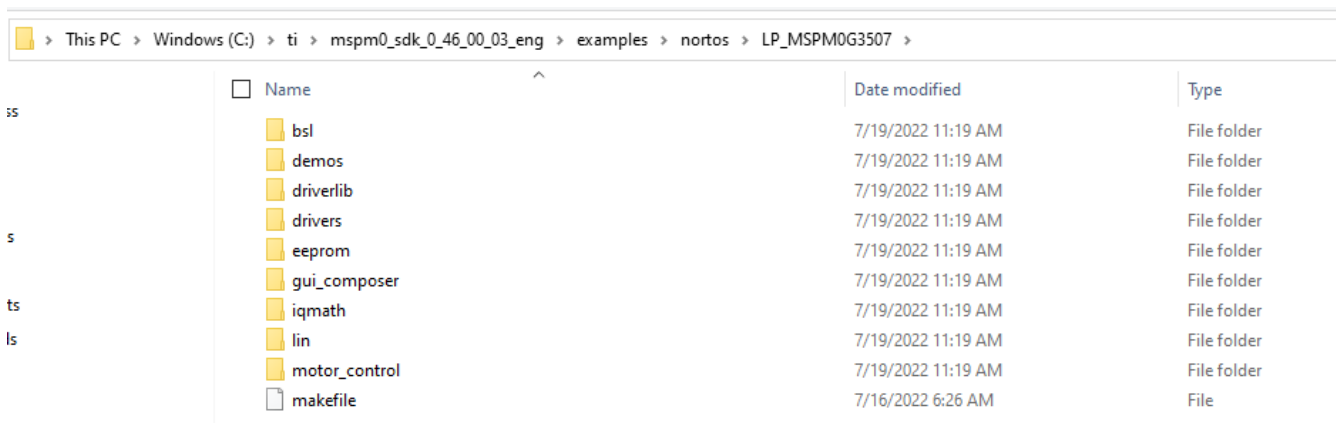 > This PC > Windows (C:) > ti > mspm0_sdk_0_46_00_03_eng > examples > nortos > LP_MSPM0G3507 >
Name Date modified Type
ss
bsl 7/19/2022 11:19 AM File folder
demos 7/19/2022 11:19 AM File folder
driverlib 7/19/2022 11:19 AM File folder
drivers 7/19/2022 11:19 AM File folder
s
eeprom 7/19/2022 11:19 AM File folder
gui_composer 7/19/2022 11:19 AM File folder
ts
iqmath 7/19/2022 11:19 AM File folder
ls
lin 7/19/2022 11:19 AM File folder
motor_control 7/19/2022 11:19 AM File folder
makefile 7/16/2022 6:26 AM File